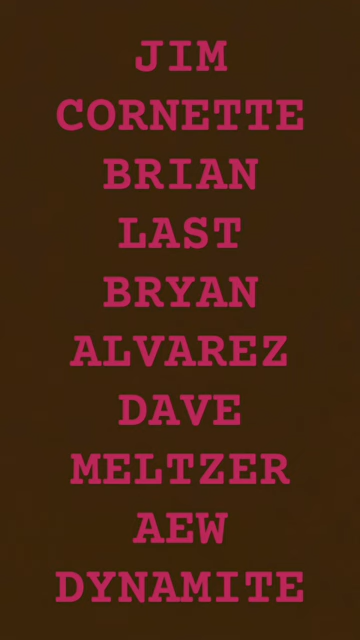 JIM
CORNETTE
BRIAN
LAST
BRYAN
ALVAREZ
DAVE
MELTZER
AEW
DYNAMITE